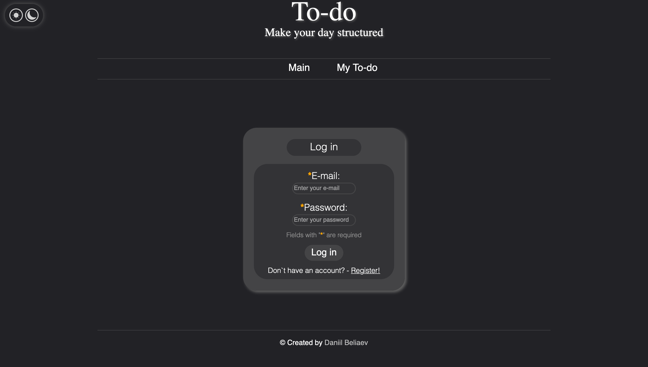 To-do
Make your day structured
Main
My To-do
Log in
*E-mail:
Enter your e-mail
*Password:
Enter your password
Fields with '*' are required
Log in
Don`t have an account? - Register!
© Created by Daniil Beliaev